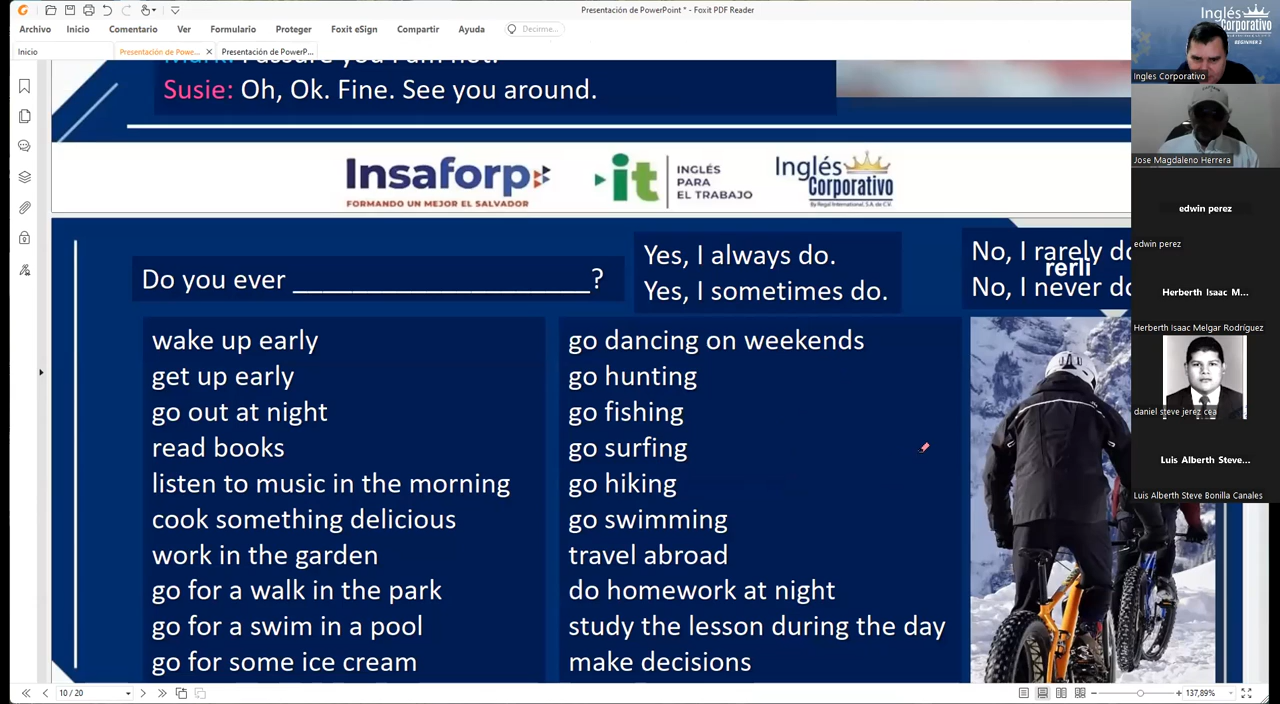 Presentación de PowerPoint * - Foxit PDF Reader
Archivo Inicio Comentario Ver Formulario Proteger Foxit eSign Compartir Ayuda Decirme...
Inicio Presentación de Powe... × Presentación de PowerP...
Susie: Oh, Ok. Fine. See you around.
Insaforp
FORMANDO UN MEJOR EL SALVADOR
it INGLÉS PARA EL TRABAJO
Inglés Corporativo
By Regal International, S.A. de C.V.
Do you ever ______________________?
Yes, I always do.
Yes, I sometimes do.
No, I rarely do
No, I never do
rerli
wake up early
get up early
go out at night
read books
listen to music in the morning
cook something delicious
work in the garden
go for a walk in the park
go for a swim in a pool
go for some ice cream
go dancing on weekends
go hunting
go fishing
go surfing
go hiking
go swimming
travel abroad
do homework at night
study the lesson during the day
make decisions
Inglés Corporativo
BEGINNER 2
Ingles Corporativo
Jose Magdaleno Herrera
edwin perez
edwin perez
Herberth Isaac M...
Herberth Isaac Melgar Rodríguez
daniel steve jerez cea
Luis Alberth Steve...
Luis Alberth Steve Bonilla Canales
10 / 20
137,89%